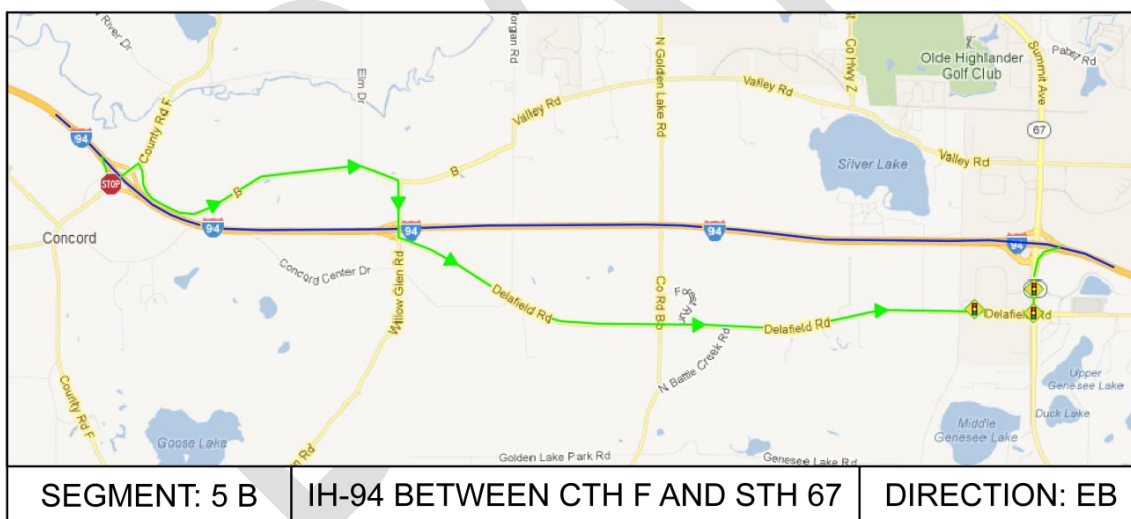 River Dr
County Rd F
Elm Dr
organ Rd
N Golden Lake Rd
Co Hwy Z
Olde Highlander
Golf Club
Summit Ave
Pabst Rd
Valley Rd
Valley Rd
67
Valley Rd
94
STOP
B
B
Silver Lake
94
94
94
94
Concord
Concord Center Dr
Willow Glen Rd
Delafield Rd
Co Rd Bb
Forest Run
Delafield Rd
Delafield Rd
N Battle Creek Rd
County Rd F
Goose Lake
n Rd
Upper
Genesee Lake
Duck Lake
Middle
Genesee Lake
Golden Lake Park Rd
Genesee Lake Rd
SEGMENT: 5 B
IH-94 BETWEEN CTH F AND STH 67
DIRECTION: EB